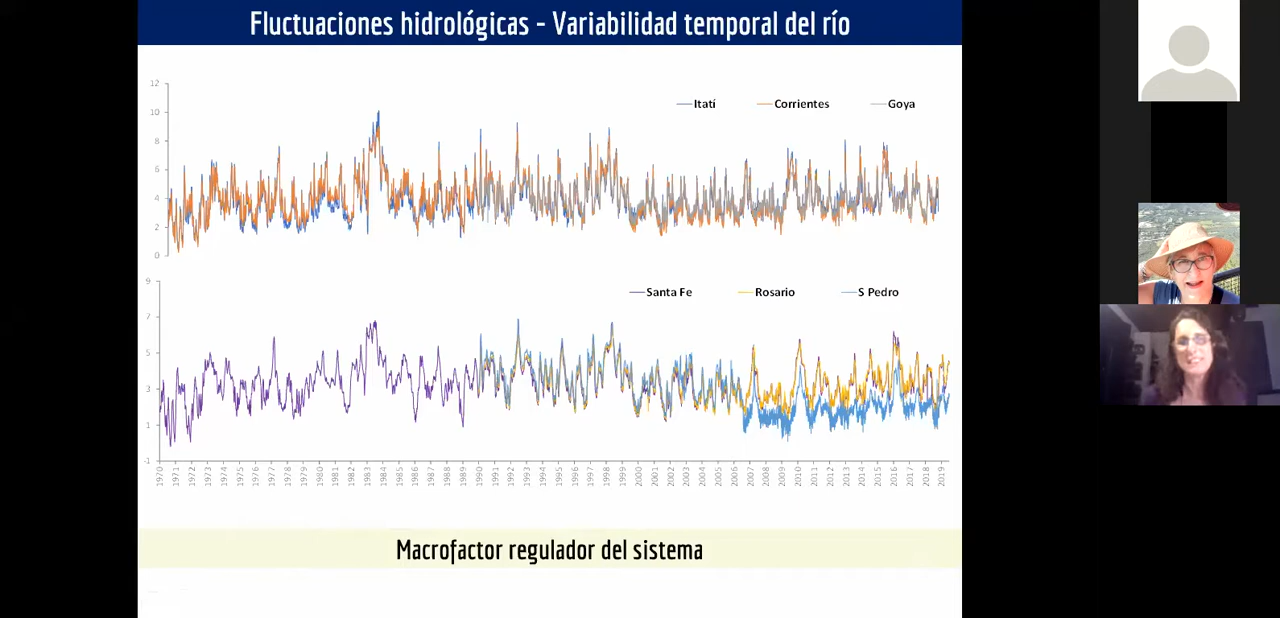 Fluctuaciones hidrológicas - Variabilidad temporal del río
12
10
8
6
4
2
0
Itatí Corrientes Goya
9
7
5
3
1
-1
Santa Fe Rosario S Pedro
1970 1971 1972 1973 1974 1975 1976 1977 1978 1979 1980 1981 1982 1983 1984 1985 1986 1987 1988 1989 1990 1991 1992 1993 1994 1995 1996 1997 1998 1999 2000 2001 2002 2003 2004 2005 2006 2007 2008 2009 2010 2011 2012 2013 2014 2015 2016 2017 2018 2019
Macrofactor regulador del sistema